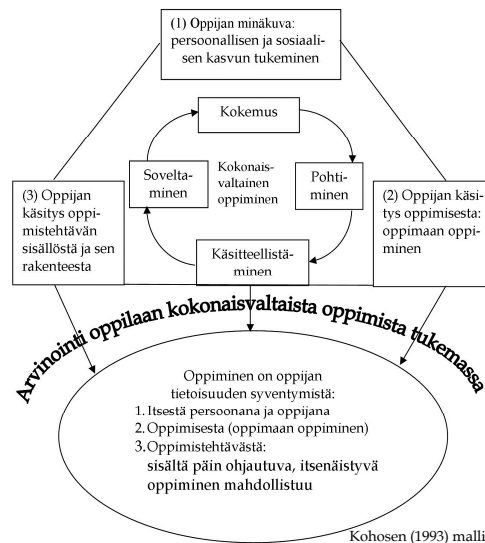 (1) Oppijan minäkuva:
persoonallisen ja sosiaali-
sen kasvun tukeminen
Kokemus
Sovelta-
minen
Kokonais-
valtainen
oppiminen
Pohti-
minen
(3) Oppijan
käsitys oppi-
mistehtävän
sisällöstä ja sen
rakenteesta
(2) Oppijan käsi-
tys oppimisesta:
oppimaan oppi-
minen
Käsitteellistä-
minen
Arvinointi oppilaan kokonaisvaltaista oppimista tukemassa
Oppiminen on oppijan
tietoisuuden syventymistä:
1. Itsestä persoonana ja oppijana
2. Oppimisesta (oppimaan oppiminen)
3. Oppimistehtävästä:
sisältä päin ohjautuva, itsenäistyvä
oppiminen mahdollistuu
Kohosen (1993) malli